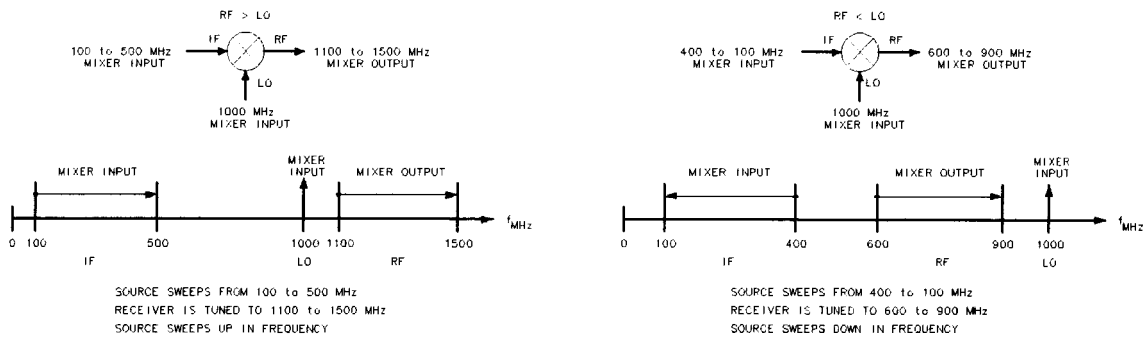 RF > LO
IF RF
100 to 500 MHz
MIXER INPUT
1100 to 1500 MHz
MIXER OUTPUT
LO
1000 MHz
MIXER INPUT
MIXER INPUT
MIXER
INPUT
MIXER OUTPUT
0 100 500 1000 1100 1500
fMHz
IF LO RF
SOURCE SWEEPS FROM 100 to 500 MHz
RECEIVER IS TUNED TO 1100 to 1500 MHz
SOURCE SWEEPS UP IN FREQUENCY
RF < LO
IF RF
400 to 100 MHz
MIXER INPUT
600 to 900 MHz
MIXER OUTPUT
LO
1000 MHz
MIXER INPUT
MIXER INPUT
MIXER OUTPUT
MIXER
INPUT
0 100 400 600 900 1000
fMHz
IF RF LO
SOURCE SWEEPS FROM 400 to 100 MHz
RECEIVER IS TUNED TO 600 to 900 MHz
SOURCE SWEEPS DOWN IN FREQUENCY